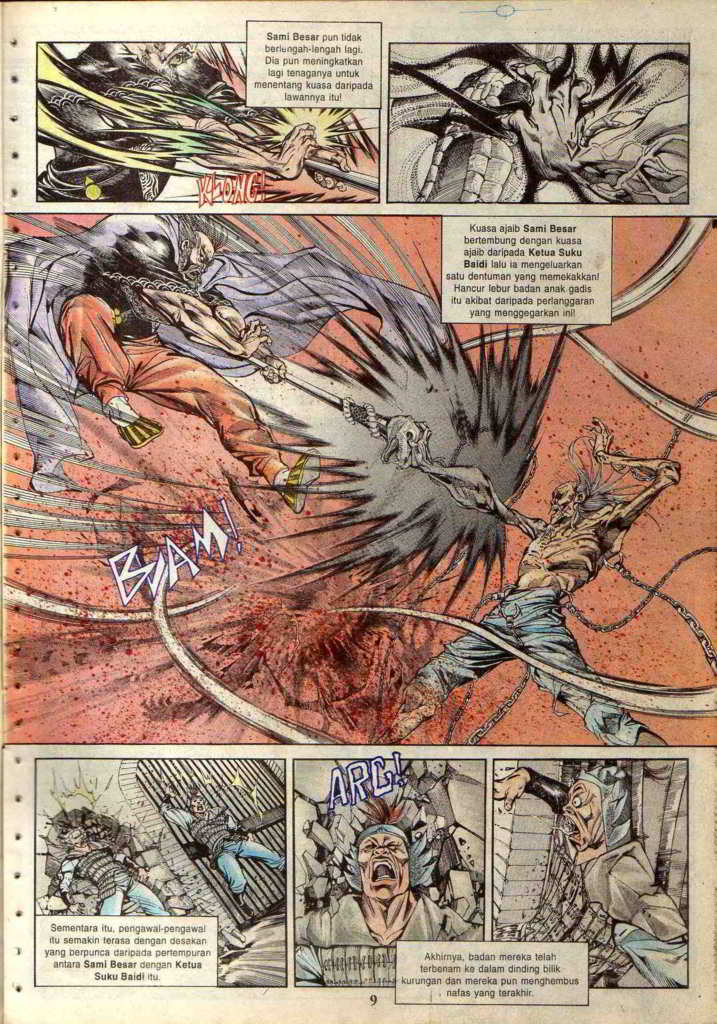 Sami Besar pun tidak
berlengah-lengah lagi.
Dia pun meningkatkan
lagi tenaganya untuk
menentang kuasa daripada
lawannya itu!
KLONG!
Kuasa ajaib Sami Besar
bertembung dengan kuasa
ajaib daripada Ketua Suku
Baidi lalu ia mengeluarkan
satu dentuman yang memekakkan!
Hancur lebur badan anak gadis
itu akibat daripada perlanggaran
yang menggegarkan ini!
BJAM!
Sementara itu, pengawal-pengawal
itu semakin terasa dengan desakan
yang berpunca daripada pertempuran
antara Sami Besar dengan Ketua
Suku Baidi itu.
ARG!
Akhirnya, badan mereka telah
terbenam ke dalam dinding bilik
kurungan dan mereka pun menghembus
nafas yang terakhir.
9